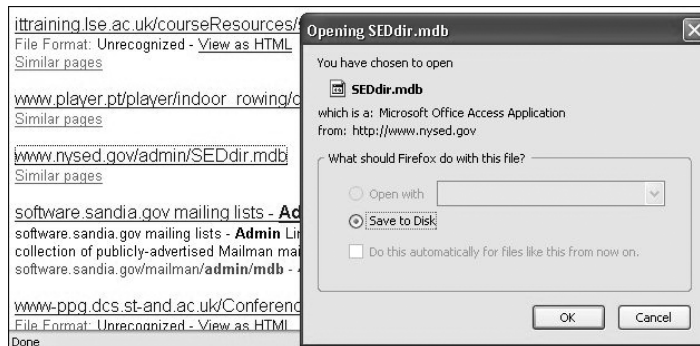 ittraining.lse.ac.uk/courseResources/
File Format: Unrecognized - View as HTML
Similar pages
www.player.pt/player/indoor_rowing/
Similar pages
www.nysed.gov/admin/SEDdir.mdb
Similar pages
software.sandia.gov mailing lists - Ad
software.sandia.gov mailing lists - Admin Lin
collection of publicly-advertised Mailman mai
software.sandia.gov/mailman/admin/mdb -
www-ppg.dcs.st-and.ac.uk/Conferenc
File Format: Unrecognized - View as HTML
Done
Opening SEDdir.mdb
You have chosen to open
SEDdir.mdb
which is a: Microsoft Office Access Application
from: http://www.nysed.gov
What should Firefox do with this file?
Open with
Save to Disk
Do this automatically for files like this from now on.
OK
Cancel